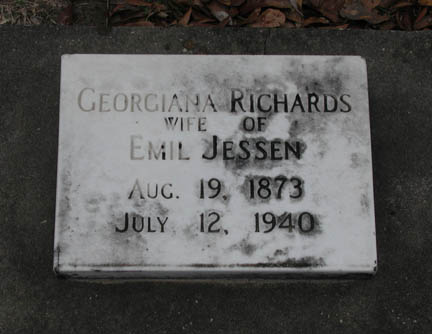 Georgiana Richards
wife of
Emil Jessen
Aug. 19, 1873
July 12, 1940